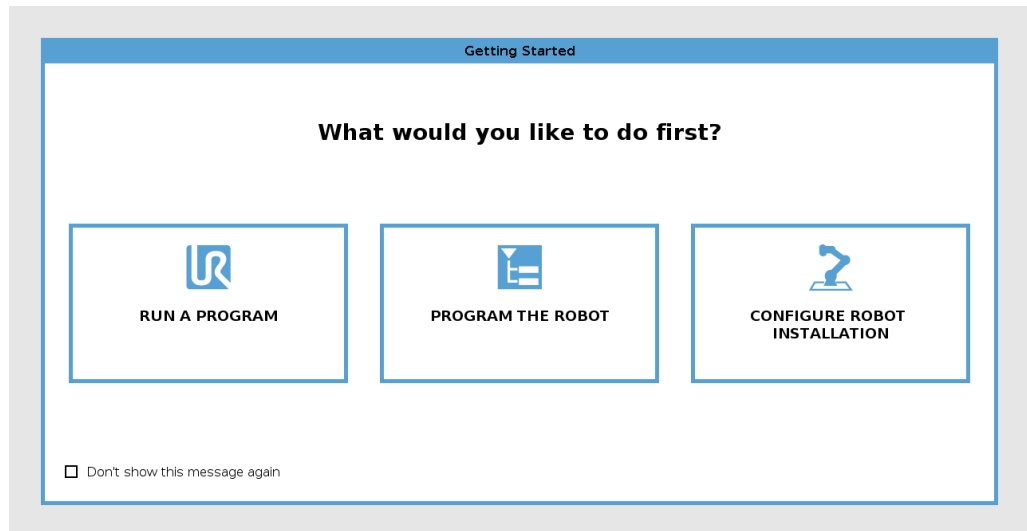 Getting Started
What would you like to do first?
UR
RUN A PROGRAM
PROGRAM THE ROBOT
CONFIGURE ROBOT
INSTALLATION
Don't show this message again